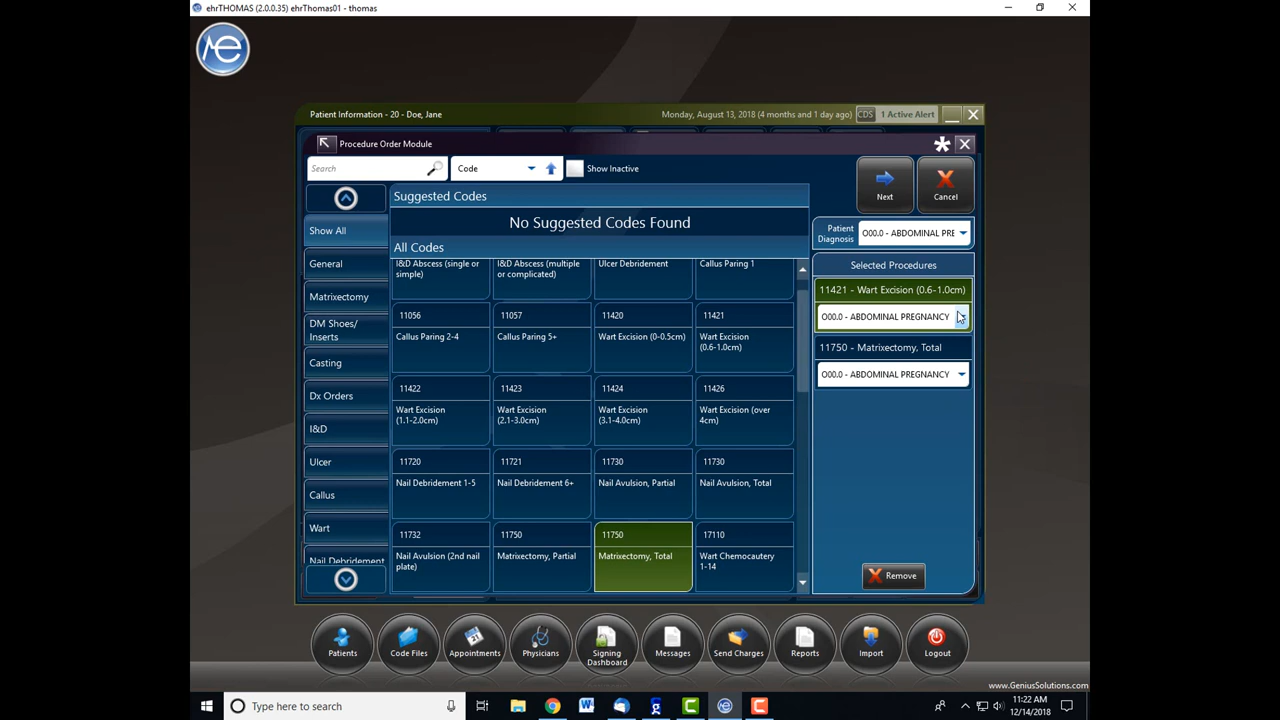 ehrTHOMAS (2.0.0.35) ehrThomas01 - thomas
Patient Information - 20 - Doe, Jane
Monday, August 13, 2018 (4 months and 1 day ago)
CDS
1 Active Alert
Procedure Order Module
Search
Code
Show Inactive
Next
Cancel
Show All
General
Matrixectomy
DM Shoes/
Inserts
Casting
Dx Orders
I&D
Ulcer
Callus
Wart
Nail Debridement
Suggested Codes
No Suggested Codes Found
All Codes
I&D Abscess (single or
simple)
I&D Abscess (multiple
or complicated)
Ulcer Debridement
Callus Paring 1
11056
Callus Paring 2-4
11057
Callus Paring 5+
11420
Wart Excision (0-0.5cm)
11421
Wart Excision
(0.6-1.0cm)
11422
Wart Excision
(1.1-2.0cm)
11423
Wart Excision
(2.1-3.0cm)
11424
Wart Excision
(3.1-4.0cm)
11426
Wart Excision (over
4cm)
11720
Nail Debridement 1-5
11721
Nail Debridement 6+
11730
Nail Avulsion, Partial
11730
Nail Avulsion, Total
11732
Nail Avulsion (2nd nail
plate)
11750
Matrixectomy, Partial
11750
Matrixectomy, Total
17110
Wart Chemocautery
1-14
Patient
Diagnosis
O00.0 - ABDOMINAL PRE
Selected Procedures
11421 - Wart Excision (0.6-1.0cm)
O00.0 - ABDOMINAL PREGNANCY
11750 - Matrixectomy, Total
O00.0 - ABDOMINAL PREGNANCY
Remove
Patients
Code Files
Appointments
Physicians
Signing
Dashboard
Messages
Send Charges
Reports
Import
Logout
www.GeniusSolutions.com
Type here to search
11:22 AM
12/14/2018